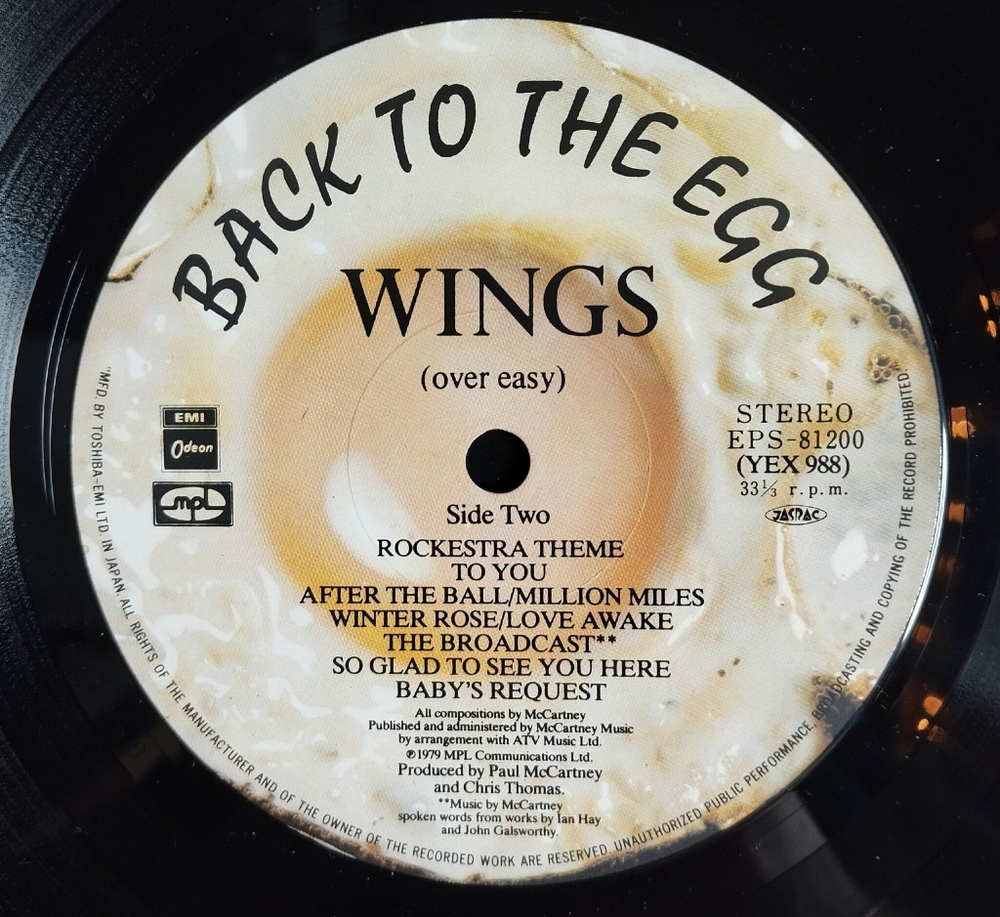 BACK TO THE EGG
WINGS
(over easy)
EMI
Odeon
mpl
STEREO
EPS-81200
(YEX 988)
33⅓ r.p.m.
JASRAC
Side Two
ROCKESTRA THEME
TO YOU
AFTER THE BALL/MILLION MILES
WINTER ROSE/LOVE AWAKE
THE BROADCAST**
SO GLAD TO SEE YOU HERE
BABY'S REQUEST
All compositions by McCartney
Published and administered by McCartney Music
by arrangement with ATV Music Ltd.
℗1979 MPL Communications Ltd.
Produced by Paul McCartney
and Chris Thomas.
**Music by McCartney
spoken words from works by Ian Hay
and John Galsworthy.
"MFD. BY TOSHIBA-EMI LTD. IN JAPAN. ALL RIGHTS OF THE MANUFACTURER AND OF THE OWNER OF THE RECORDED WORK ARE RESERVED. UNAUTHORIZED PUBLIC PERFORMANCE, BROADCASTING AND COPYING OF THE RECORD PROHIBITED.